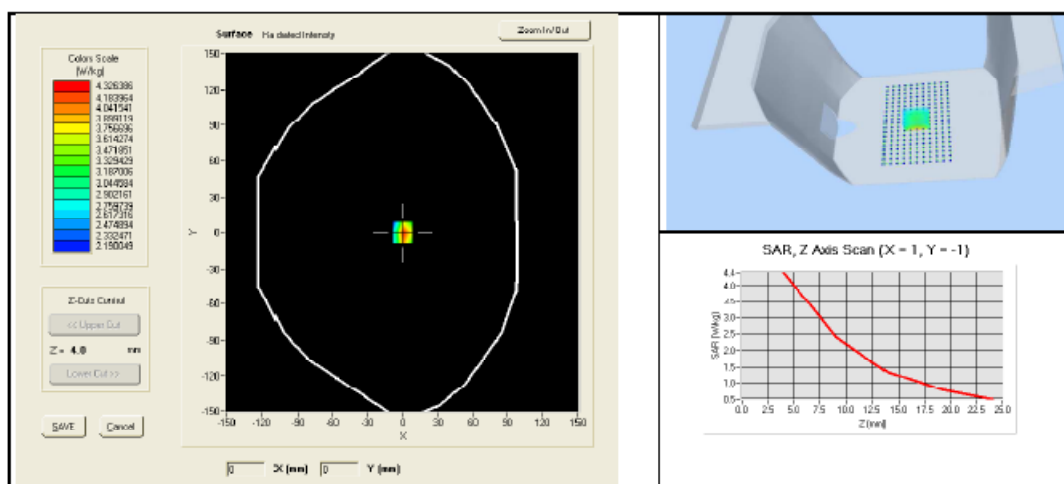 Surface Radiated Intensity
Zoom In/Out
Colors Scale
(W/kg)
4.326386
4.183964
4.041541
3.899119
3.756696
3.614274
3.471851
3.329429
3.187006
3.044584
2.902161
2.759739
2.617316
2.474894
2.332471
2.190049
150
120
90
60
30
0
-30
-60
-90
-120
-150
Y
-150 -120 -90 -60 -30 0 30 60 90 120 150
X
Z-Cuts Control
<< Upper Cut
Z = 4.0 mm
Lower Cut >>
SAVE Cancel
0 X (mm) 0 Y (mm)
SAR, Z Axis Scan (X = 1, Y = -1)
SAR (W/kg)
4.4
3.5
3.0
2.5
2.0
1.5
1.0
0.5
0.0 2.5 5.0 7.5 10.0 12.5 15.0 17.5 20.0 22.5 25.0
Z (mm)